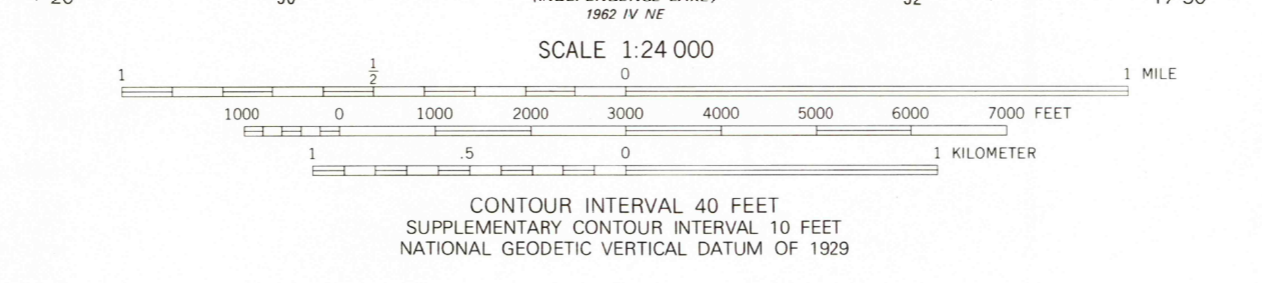 1962 IV NE
SCALE 1:24 000
1 1/2 0 1 MILE
1000 0 1000 2000 3000 4000 5000 6000 7000 FEET
1 .5 0 1 KILOMETER
CONTOUR INTERVAL 40 FEET
SUPPLEMENTARY CONTOUR INTERVAL 10 FEET
NATIONAL GEODETIC VERTICAL DATUM OF 1929